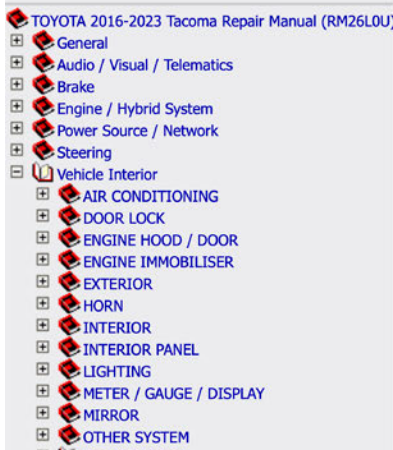 TOYOTA 2016-2023 Tacoma Repair Manual (RM26L0U)
General
Audio / Visual / Telematics
Brake
Engine / Hybrid System
Power Source / Network
Steering
Vehicle Interior
AIR CONDITIONING
DOOR LOCK
ENGINE HOOD / DOOR
ENGINE IMMOBILISER
EXTERIOR
HORN
INTERIOR
INTERIOR PANEL
LIGHTING
METER / GAUGE / DISPLAY
MIRROR
OTHER SYSTEM